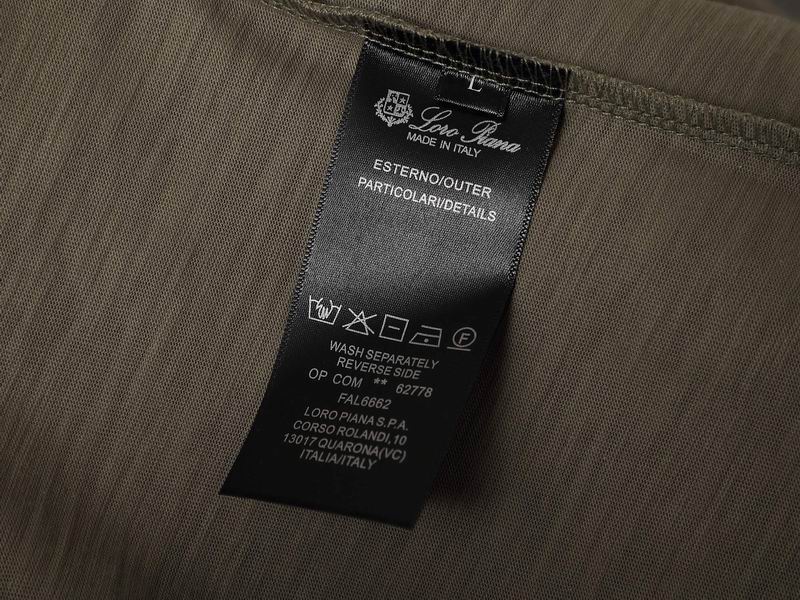 L
Loro Piana
MADE IN ITALY
ESTERNO/OUTER
PARTICOLARI/DETAILS
F
WASH SEPARATELY
REVERSE SIDE
OP COM ** 62778
FAL6662
LORO PIANA S.P.A.
CORSO ROLANDI,10
13017 QUARONA(VC)
ITALIA/ITALY